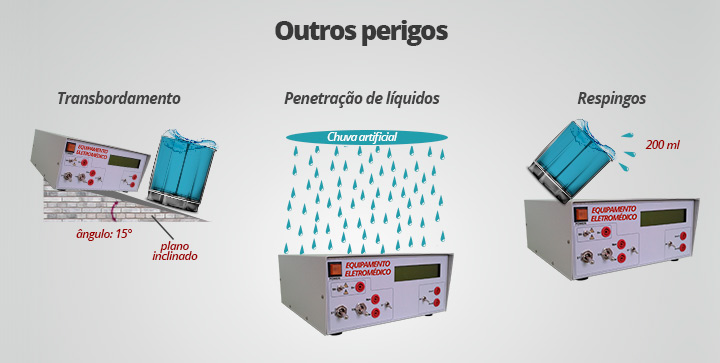 Outros perigos
Transbordamento
EQUIPAMENTO
ELETROMÉDICO
ângulo: 15°
plano
inclinado
Penetração de líquidos
Chuva artificial
EQUIPAMENTO
ELETROMÉDICO
Respingos
200 ml
EQUIPAMENTO
ELETROMÉDICO